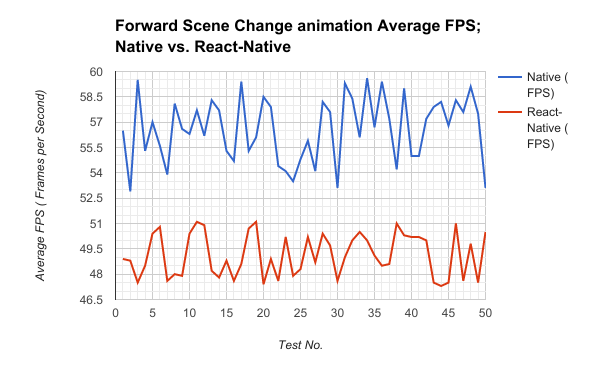 Forward Scene Change animation Average FPS;
Native vs. React-Native
Average FPS ( Frames per Second)
60
58.5
57
55.5
54
52.5
51
49.5
48
46.5
0
5
10
15
20
25
30
35
40
45
50
Test No.
Native (
FPS)
React-
Native (
FPS)